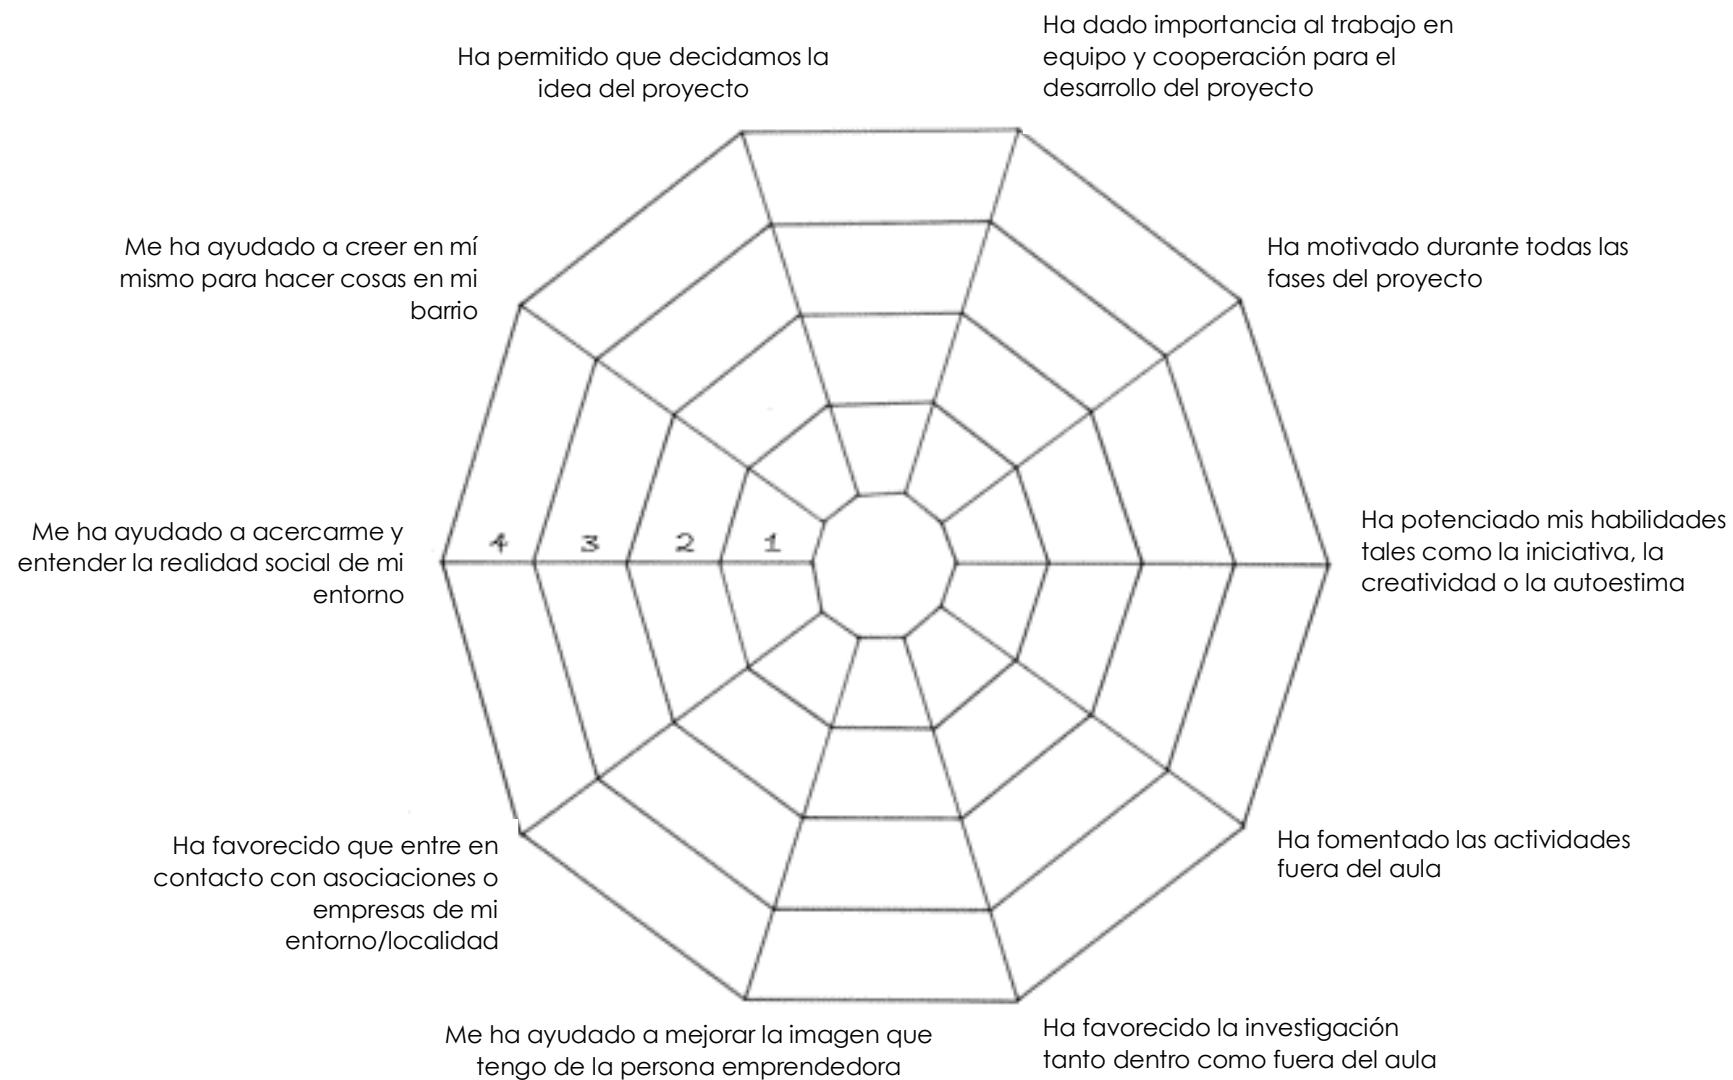 Ha permitido que decidamos la
idea del proyecto
Ha dado importancia al trabajo en
equipo y cooperación para el
desarrollo del proyecto
Me ha ayudado a creer en mí
mismo para hacer cosas en mi
barrio
Ha motivado durante todas las
fases del proyecto
Me ha ayudado a acercarme y
entender la realidad social de mi
entorno
4 3 2 1
Ha potenciado mis habilidades
tales como la iniciativa, la
creatividad o la autoestima
Ha favorecido que entre en
contacto con asociaciones o
empresas de mi
entorno/localidad
Ha fomentado las actividades
fuera del aula
Me ha ayudado a mejorar la imagen que
tengo de la persona emprendedora
Ha favorecido la investigación
tanto dentro como fuera del aula